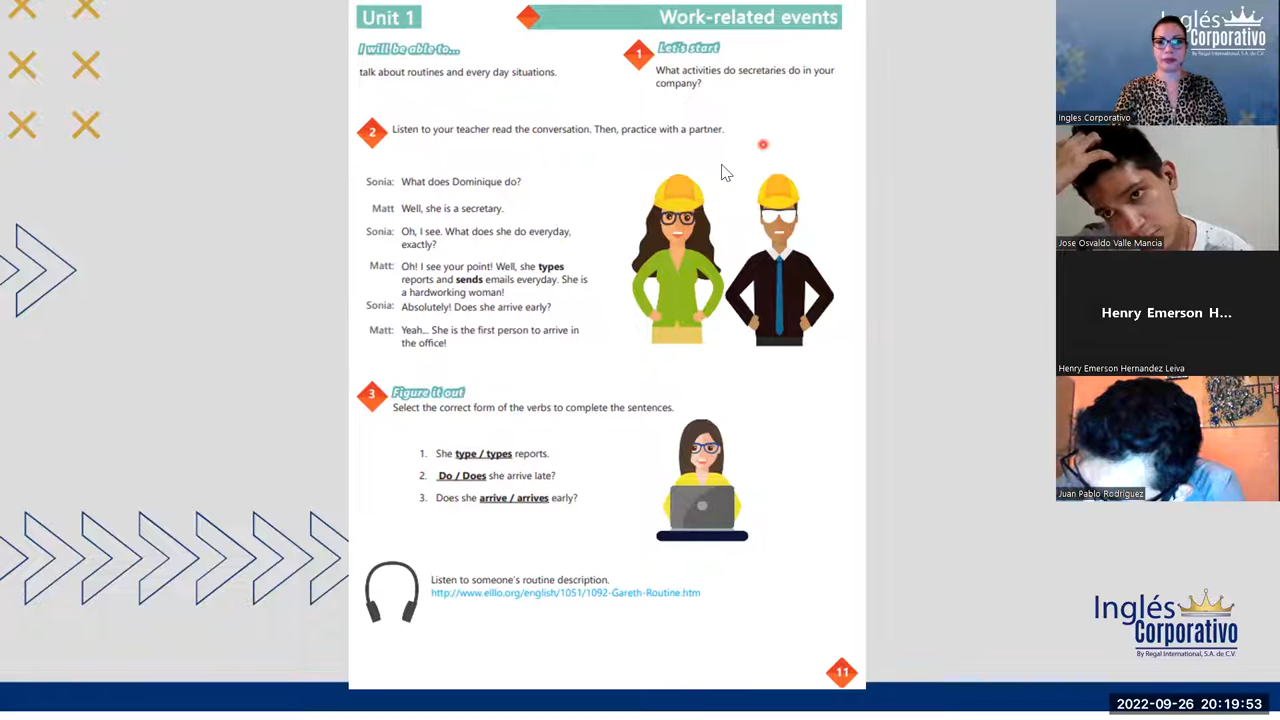 Unit 1
Work-related events
I will be able to...
talk about routines and every day situations.
1
Let's start
What activities do secretaries do in your
company?
2
Listen to your teacher read the conversation. Then, practice with a partner.
Sonia: What does Dominique do?
Matt Well, she is a secretary.
Sonia: Oh, I see. What does she do everyday,
exactly?
Matt: Oh! I see your point! Well, she types
reports and sends emails everyday. She is
a hardworking woman!
Sonia: Absolutely! Does she arrive early?
Matt: Yeah... She is the first person to arrive in
the office!
3
Figure it out
Select the correct form of the verbs to complete the sentences.
1. She type / types reports.
2. Do / Does she arrive late?
3. Does she arrive / arrives early?
Listen to someone's routine description.
http://www.elllo.org/english/1051/1092-Gareth-Routine.htm
11
Inglés
Corporativo
By Regal International, S.A. de C.V.
Ingles Corporativo
Jose Osvaldo Valle Mancia
Henry Emerson H...
Henry Emerson Hernandez Leiva
Juan Pablo Rodriguez
Inglés
Corporativo
By Regal International, S.A. de C.V.
2022-09-26 20:19:53